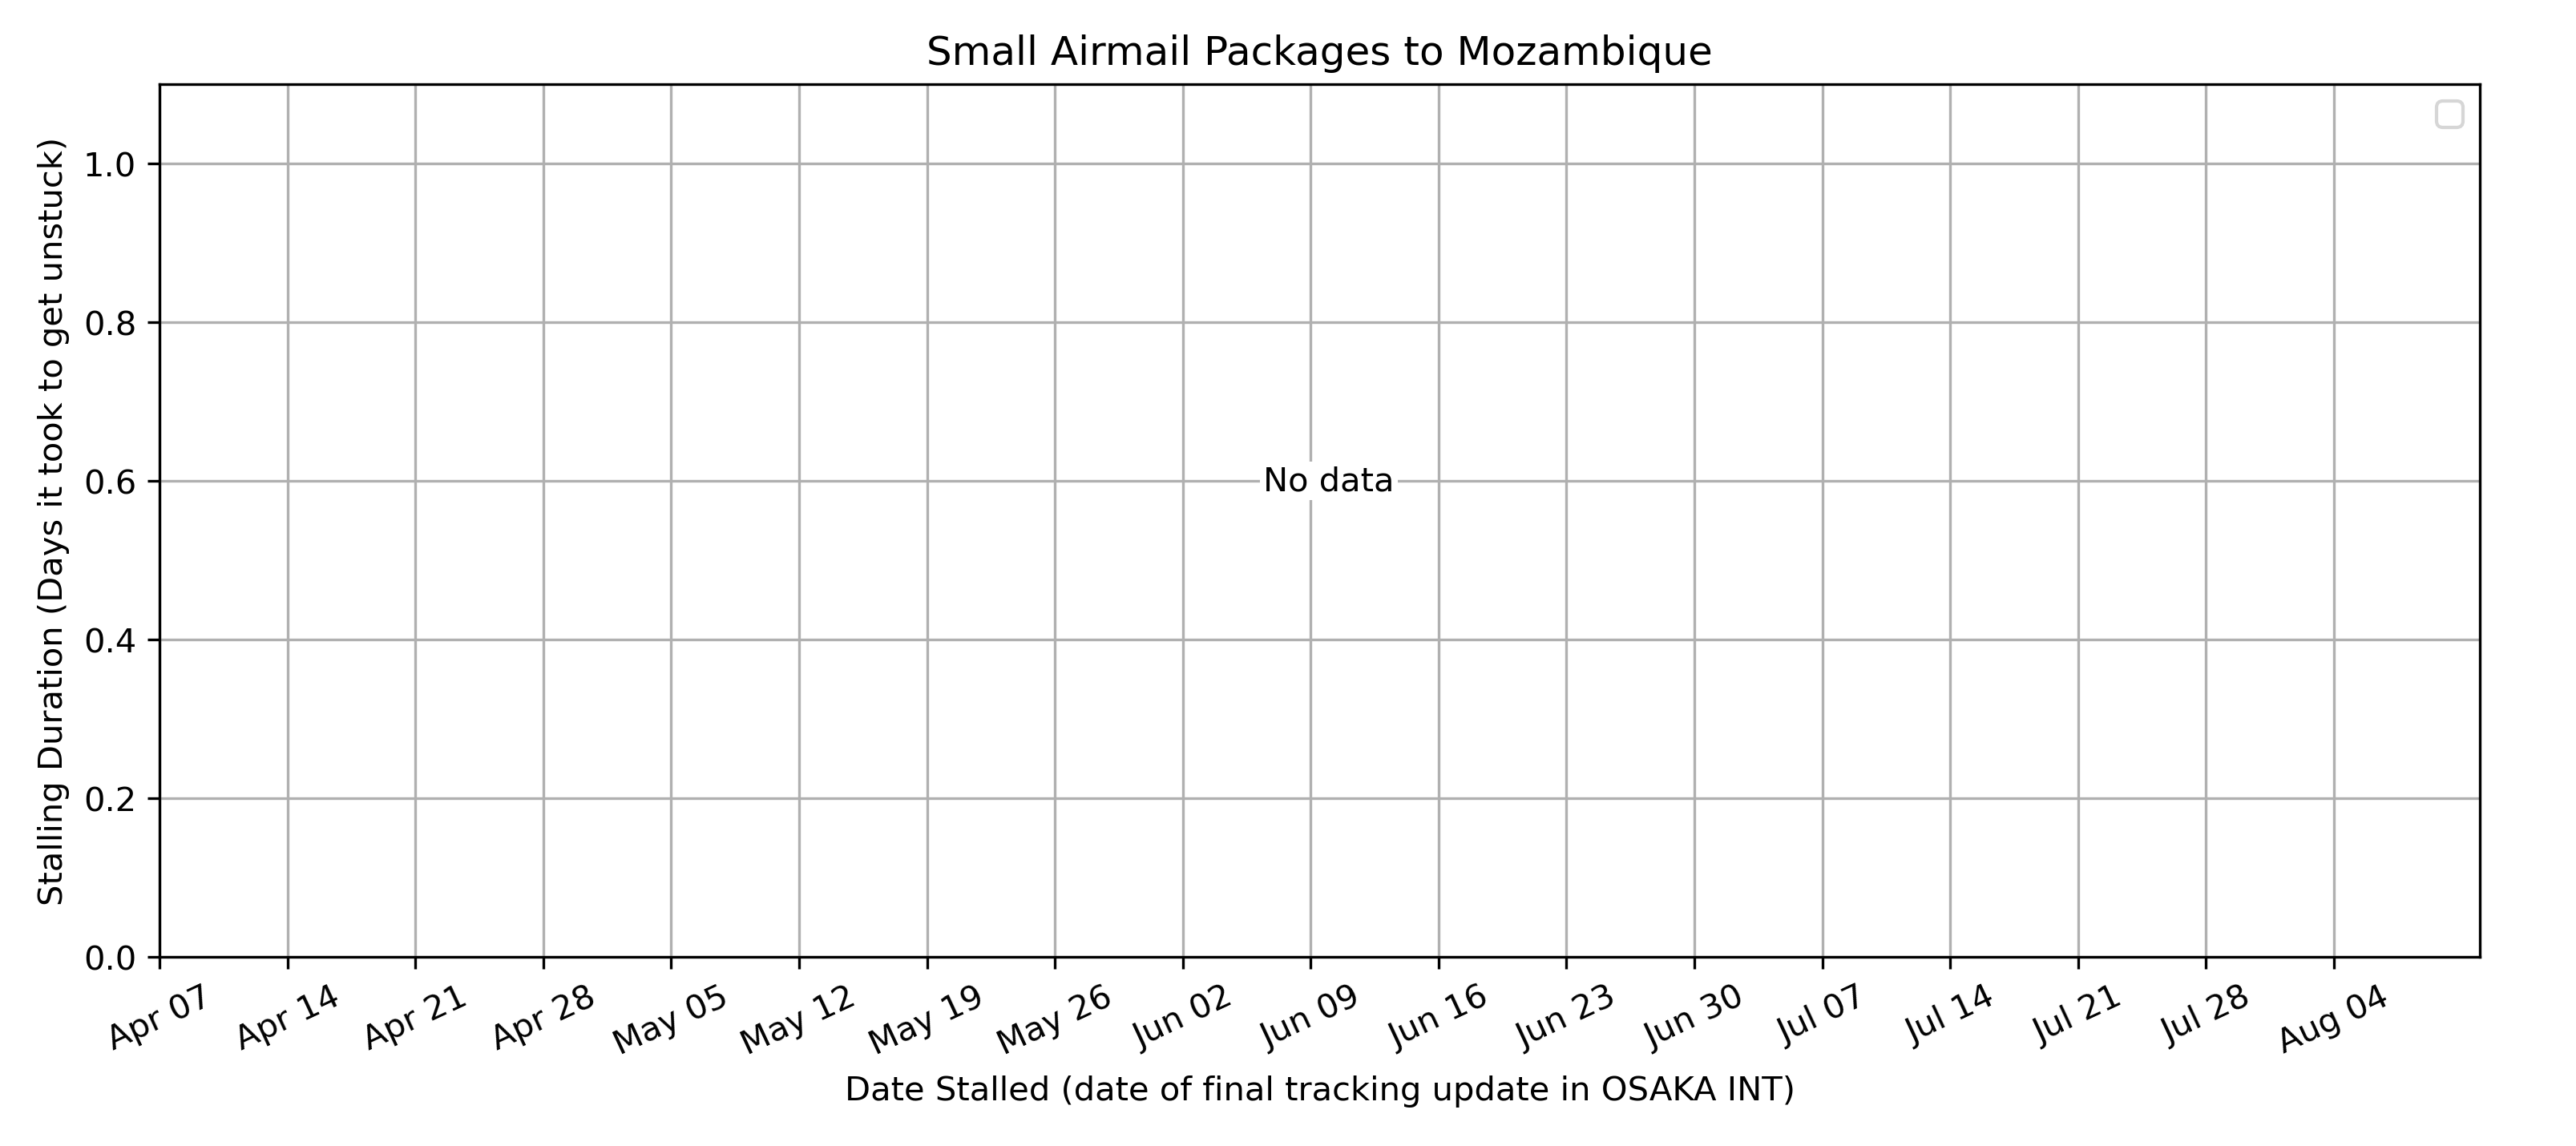 Small Airmail Packages to Mozambique
Stalling Duration (Days it took to get unstuck)
1.0
0.8
0.6
0.4
0.2
0.0
No data
Apr 07
Apr 14
Apr 21
Apr 28
May 05
May 12
May 19
May 26
Jun 02
Jun 09
Jun 16
Jun 23
Jun 30
Jul 07
Jul 14
Jul 21
Jul 28
Aug 04
Date Stalled (date of final tracking update in OSAKA INT)